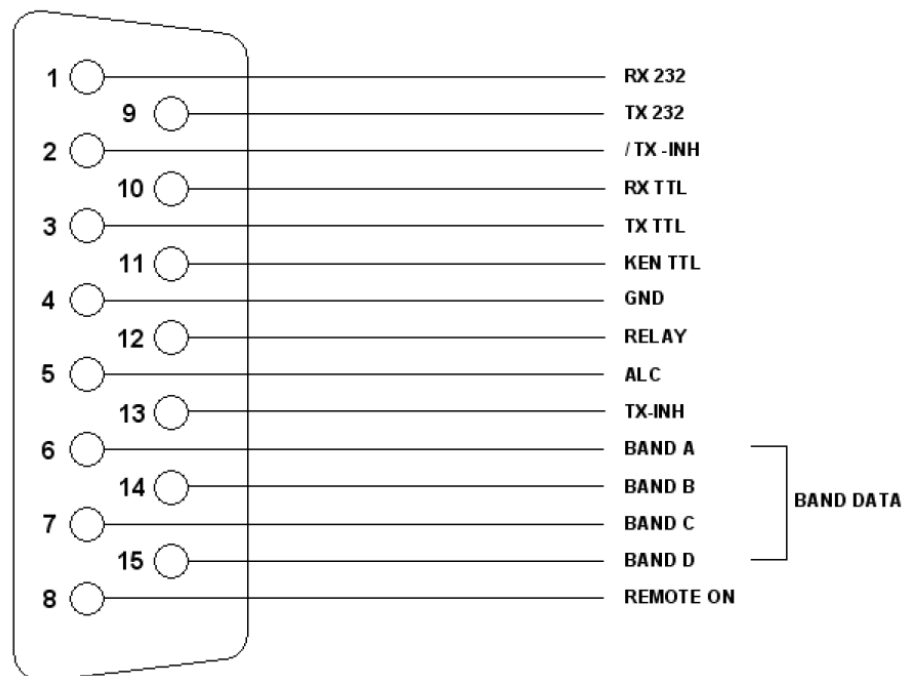 1 RX 232
9 TX 232
2 / TX -INH
10 RX TTL
3 TX TTL
11 KEN TTL
4 GND
12 RELAY
5 ALC
13 TX-INH
6 BAND A
14 BAND B
BAND DATA
7 BAND C
15 BAND D
8 REMOTE ON